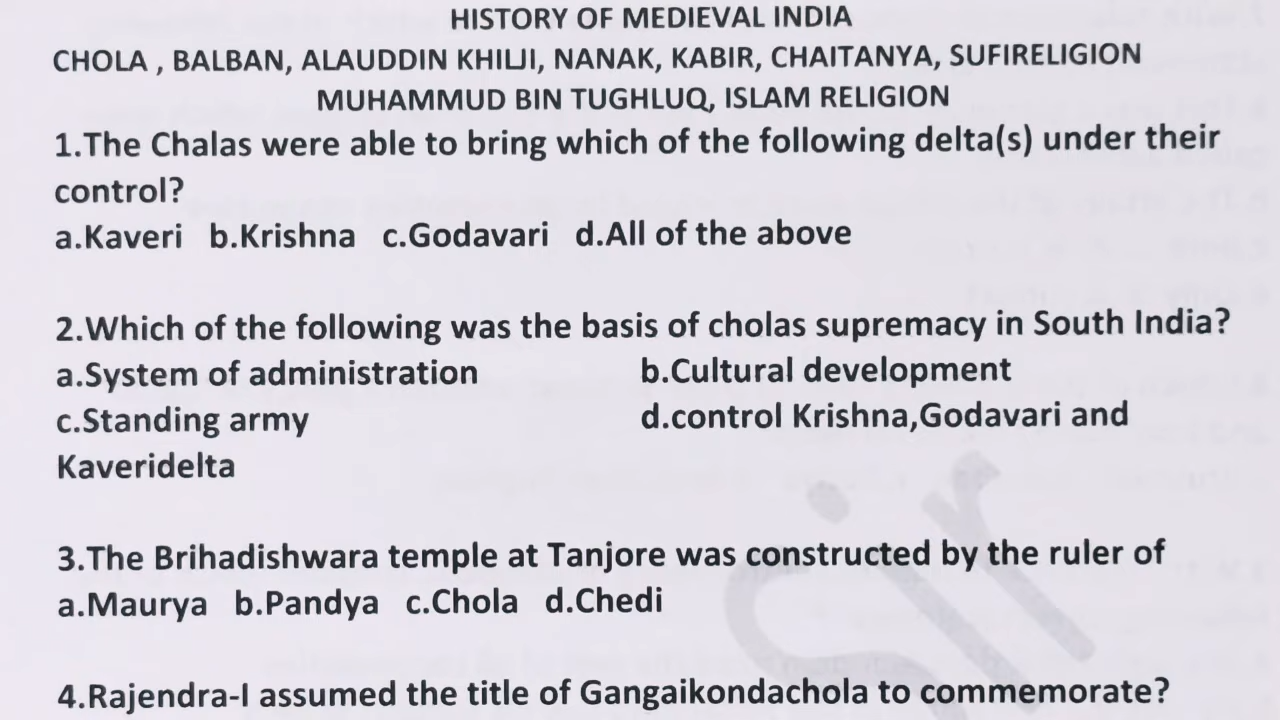 HISTORY OF MEDIEVAL INDIA
CHOLA , BALBAN, ALAUDDIN KHILJI, NANAK, KABIR, CHAITANYA, SUFIRELIGION
MUHAMMUD BIN TUGHLUQ, ISLAM RELIGION
1.The Chalas were able to bring which of the following delta(s) under their
control?
a.Kaveri b.Krishna c.Godavari d.All of the above
2.Which of the following was the basis of cholas supremacy in South India?
a.System of administration b.Cultural development
c.Standing army d.control Krishna,Godavari and
Kaveridelta
3.The Brihadishwara temple at Tanjore was constructed by the ruler of
a.Maurya b.Pandya c.Chola d.Chedi
4.Rajendra-I assumed the title of Gangaikondachola to commemorate?
Sir